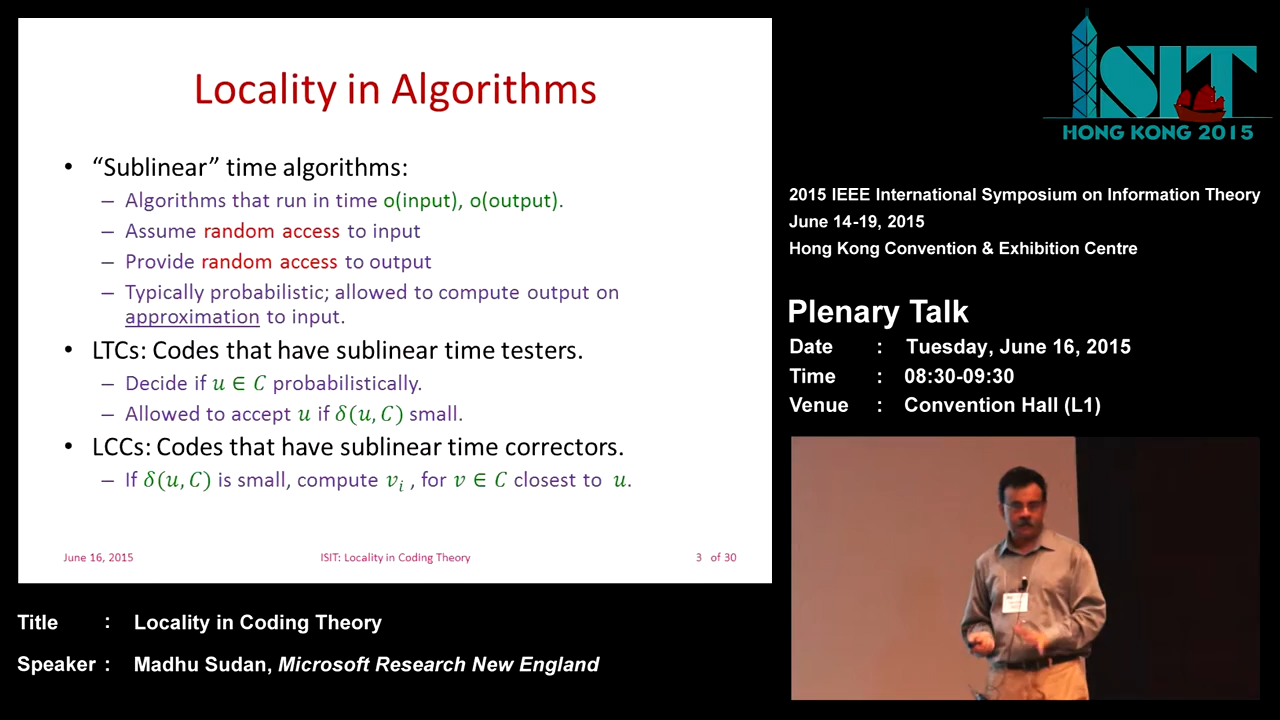 Locality in Algorithms
• “Sublinear” time algorithms:
– Algorithms that run in time o(input), o(output).
– Assume random access to input
– Provide random access to output
– Typically probabilistic; allowed to compute output on
approximation to input.
• LTCs: Codes that have sublinear time testers.
– Decide if 𝑢 ∈ 𝐶 probabilistically.
– Allowed to accept 𝑢 if 𝛿(𝑢, 𝐶) small.
• LCCs: Codes that have sublinear time correctors.
– If 𝛿(𝑢, 𝐶) is small, compute 𝑣ᵢ , for 𝑣 ∈ 𝐶 closest to 𝑢.
June 16, 2015 ISIT: Locality in Coding Theory 3 of 30
Title : Locality in Coding Theory
Speaker : Madhu Sudan, Microsoft Research New England
ISIT
HONG KONG 2015
2015 IEEE International Symposium on Information Theory
June 14-19, 2015
Hong Kong Convention & Exhibition Centre
Plenary Talk
Date : Tuesday, June 16, 2015
Time : 08:30-09:30
Venue : Convention Hall (L1)